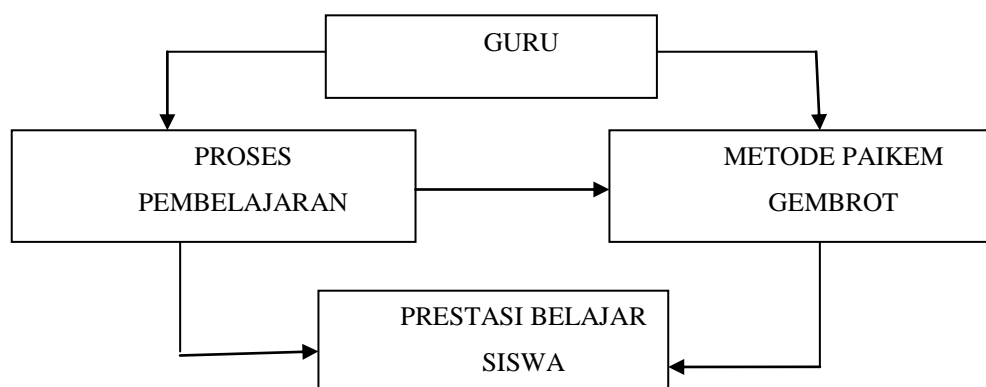 GURU
PROSES
PEMBELAJARAN
METODE PAIKEM
GEMBROT
PRESTASI BELAJAR
SISWA